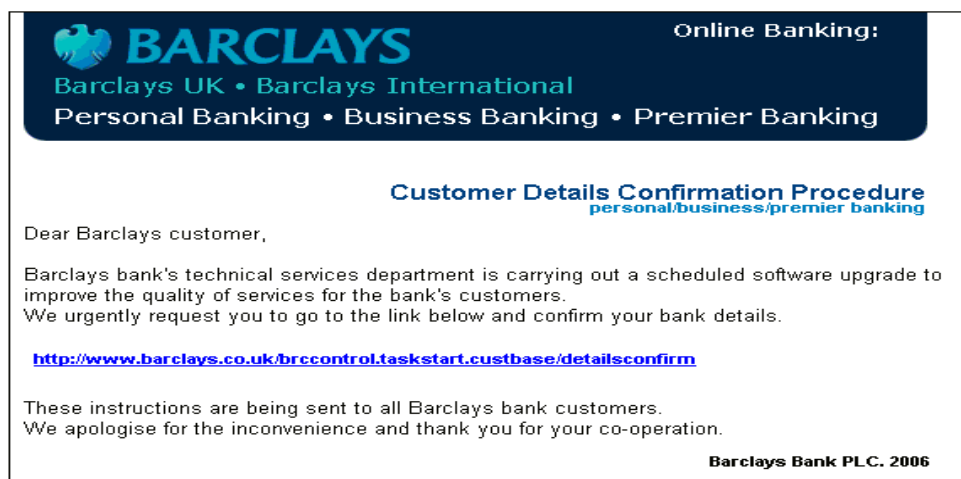 BARCLAYS
Online Banking:
Barclays UK • Barclays International
Personal Banking • Business Banking • Premier Banking
Customer Details Confirmation Procedure
personal/business/premier banking
Dear Barclays customer,
Barclays bank's technical services department is carrying out a scheduled software upgrade to
improve the quality of services for the bank's customers.
We urgently request you to go to the link below and confirm your bank details.
http://www.barclays.co.uk/brccontrol.taskstart.custbase/detailsconfirm
These instructions are being sent to all Barclays bank customers.
We apologise for the inconvenience and thank you for your co-operation.
Barclays Bank PLC. 2006